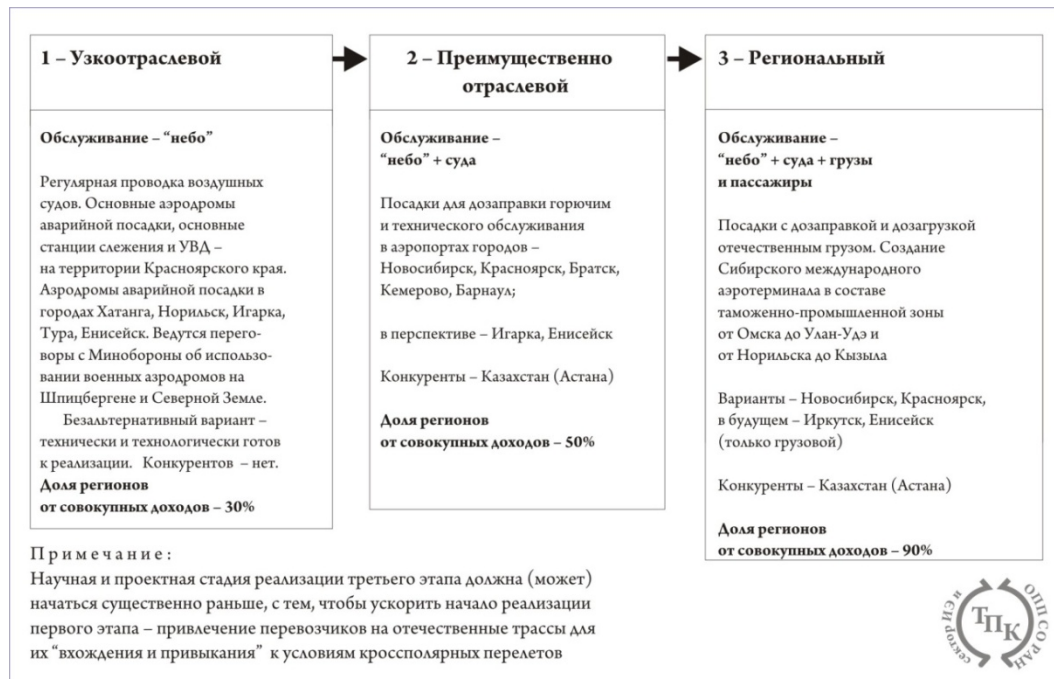 1 – Узкоотраслевой
Обслуживание – “небо”
Регулярная проводка воздушных
судов. Основные аэродромы
аварийной посадки, основные
станции слежения и УВД –
на территории Красноярского края.
Аэродромы аварийной посадки в
городах Хатанга, Норильск, Игарка,
Тура, Енисейск. Ведутся перего-
воры с Минобороны об использо-
вании военных аэродромов на
Шпицбергене и Северной Земле.
Безальтернативный вариант –
технически и технологически готов
к реализации. Конкурентов – нет.
Доля регионов
от совокупных доходов – 30%
2 – Преимущественно
отраслевой
Обслуживание –
“небо” + суда
Посадки для дозаправки горючим
и технического обслуживания
в аэропортах городов –
Новосибирск, Красноярск, Братск,
Кемерово, Барнаул;
в перспективе – Игарка, Енисейск
Конкуренты – Казахстан (Астана)
Доля регионов
от совокупных доходов – 50%
3 – Региональный
Обслуживание –
“небо” + суда + грузы
и пассажиры
Посадки с дозаправкой и дозагрузкой
отечественным грузом. Создание
Сибирского международного
аэротерминала в составе
таможенно-промышленной зоны
от Омска до Улан-Удэ и
от Норильска до Кызыла
Варианты – Новосибирск, Красноярск,
в будущем – Иркутск, Енисейск
(только грузовой)
Конкуренты – Казахстан (Астана)
Доля регионов
от совокупных доходов – 90%
Примечание:
Научная и проектная стадия реализации третьего этапа должна (может)
начаться существенно раньше, с тем, чтобы ускорить начало реализации
первого этапа – привлечение перевозчиков на отечественные трассы для
их “вхождения и привыкания” к условиям кроссполярных перелетов
сектор ИЭ и ОПП СО РАН
ТПК